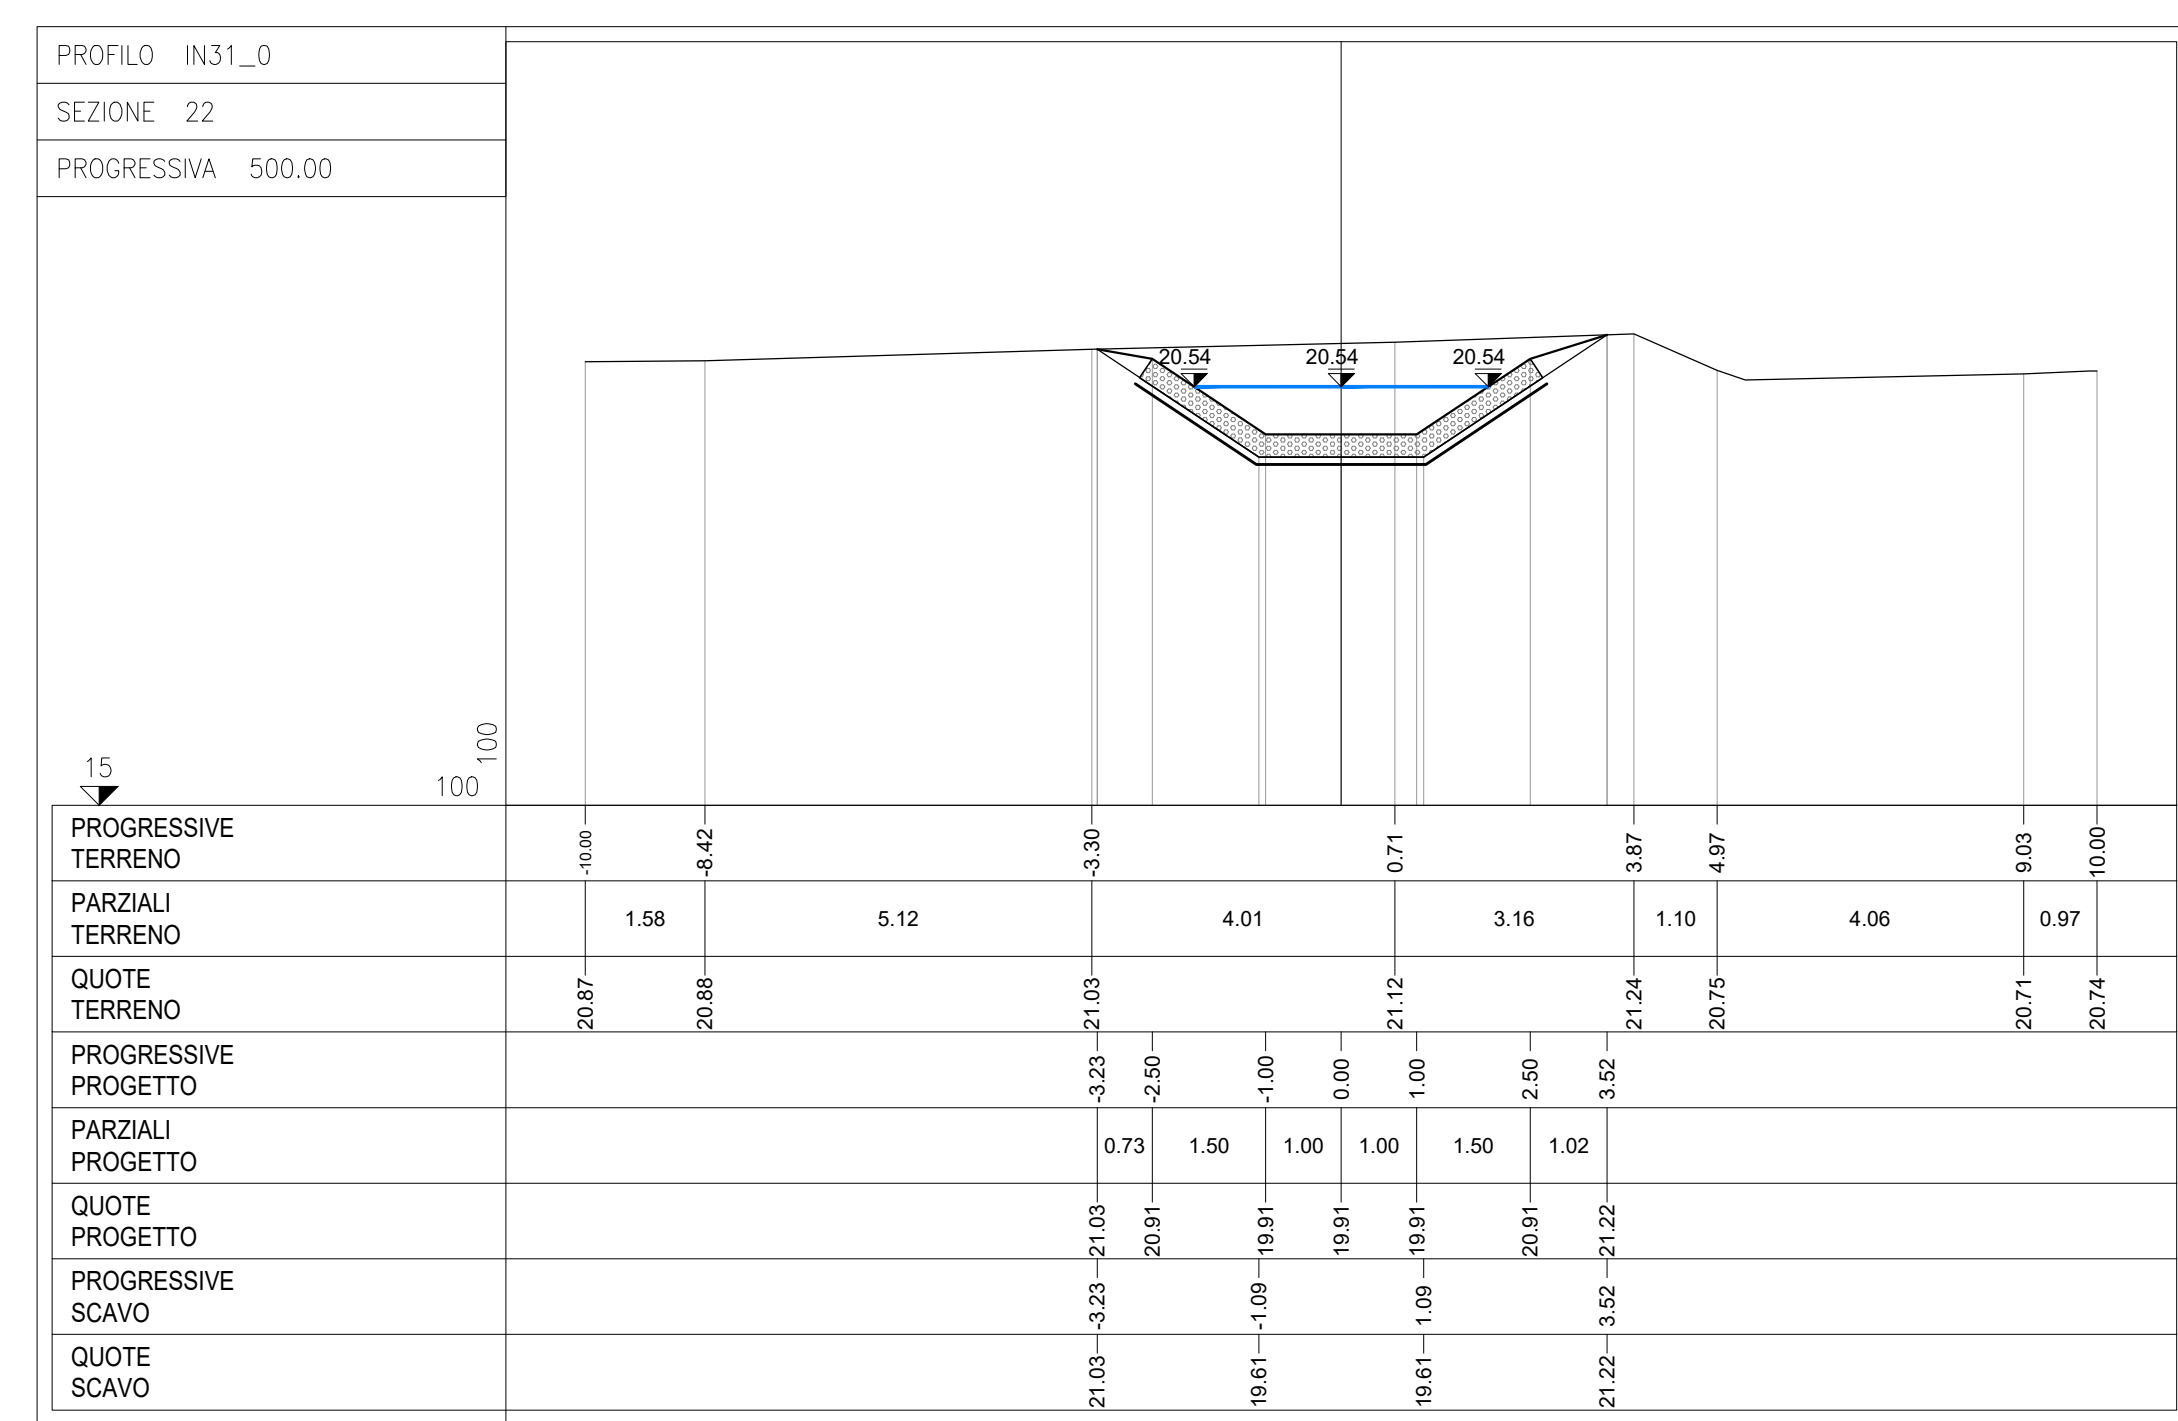 PROFILO IN31_0
SEZIONE 22
PROGRESSIVA 500.00
20.54 20.54 20.54
15
100
100
PROGRESSIVE
TERRENO
-10.00 -8.42 -3.30 0.71 3.87 4.97 9.03 10.00
PARZIALI
TERRENO
1.58 5.12 4.01 3.16 1.10 4.06 0.97
QUOTE
TERRENO
20.87 20.88 21.03 21.12 21.24 20.75 20.71 20.74
PROGRESSIVE
PROGETTO
-3.23 -2.50 -1.00 0.00 1.00 2.50 3.52
PARZIALI
PROGETTO
0.73 1.50 1.00 1.00 1.50 1.02
QUOTE
PROGETTO
21.03 20.91 19.91 19.91 19.91 20.91 21.22
PROGRESSIVE
SCAVO
-3.23 -1.09 1.09 3.52
QUOTE
SCAVO
21.03 19.61 19.61 21.22